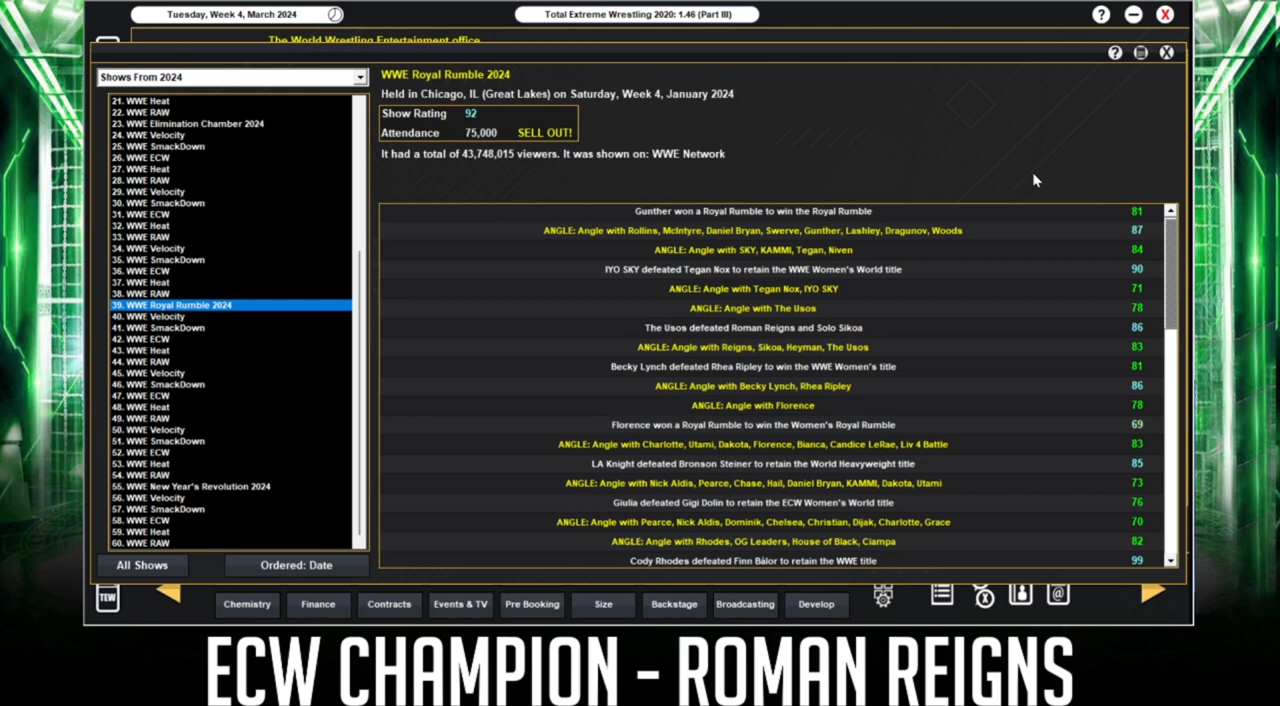 Tuesday, Week 4, March 2024
Total Extreme Wrestling 2020: 1.46 (Part III)
?
X
The World Wrestling Entertainment office
?
X
Shows From 2024
21. WWE Heat
22. WWE RAW
23. WWE Elimination Chamber 2024
24. WWE Velocity
25. WWE SmackDown
26. WWE ECW
27. WWE Heat
28. WWE RAW
29. WWE Velocity
30. WWE SmackDown
31. WWE ECW
32. WWE Heat
33. WWE RAW
34. WWE Velocity
35. WWE SmackDown
36. WWE ECW
37. WWE Heat
38. WWE RAW
39. WWE Royal Rumble 2024
40. WWE Velocity
41. WWE SmackDown
42. WWE ECW
43. WWE Heat
44. WWE RAW
45. WWE Velocity
46. WWE SmackDown
47. WWE ECW
48. WWE Heat
49. WWE RAW
50. WWE Velocity
51. WWE SmackDown
52. WWE ECW
53. WWE Heat
54. WWE RAW
55. WWE New Year's Revolution 2024
56. WWE Velocity
57. WWE SmackDown
58. WWE ECW
59. WWE Heat
60. WWE RAW
All Shows
Ordered: Date
WWE Royal Rumble 2024
Held in Chicago, IL (Great Lakes) on Saturday, Week 4, January 2024
Show Rating 92
Attendance 75,000 SELL OUT!
It had a total of 43,748,015 viewers. It was shown on: WWE Network
Gunther won a Royal Rumble to win the Royal Rumble 81
ANGLE: Angle with Rollins, McIntyre, Daniel Bryan, Swerve, Gunther, Lashley, Dragunov, Woods 87
ANGLE: Angle with SKY, KAMMI, Tegan, Niven 84
IYO SKY defeated Tegan Nox to retain the WWE Women's World title 90
ANGLE: Angle with Tegan Nox, IYO SKY 71
ANGLE: Angle with The Usos 78
The Usos defeated Roman Reigns and Solo Sikoa 86
ANGLE: Angle with Reigns, Sikoa, Heyman, The Usos 83
Becky Lynch defeated Rhea Ripley to win the WWE Women's title 81
ANGLE: Angle with Becky Lynch, Rhea Ripley 86
ANGLE: Angle with Florence 78
Florence won a Royal Rumble to win the Women's Royal Rumble 69
ANGLE: Angle with Charlotte, Utami, Dakota, Florence, Bianca, Candice LeRae, Liv 4 Battle 83
LA Knight defeated Bronson Steiner to retain the World Heavyweight title 85
ANGLE: Angle with Nick Aldis, Pearce, Chase, Hail, Daniel Bryan, KAMMI, Dakota, Utami 73
Giulia defeated Gigi Dolin to retain the ECW Women's World title 76
ANGLE: Angle with Pearce, Nick Aldis, Dominik, Chelsea, Christian, Dijak, Charlotte, Grace 70
ANGLE: Angle with Rhodes, OG Leaders, House of Black, Ciampa 82
Cody Rhodes defeated Finn Bálor to retain the WWE title 99
TEW
Chemistry
Finance
Contracts
Events & TV
Pre Booking
Size
Backstage
Broadcasting
Develop
@
ECW CHAMPION - ROMAN REIGNS